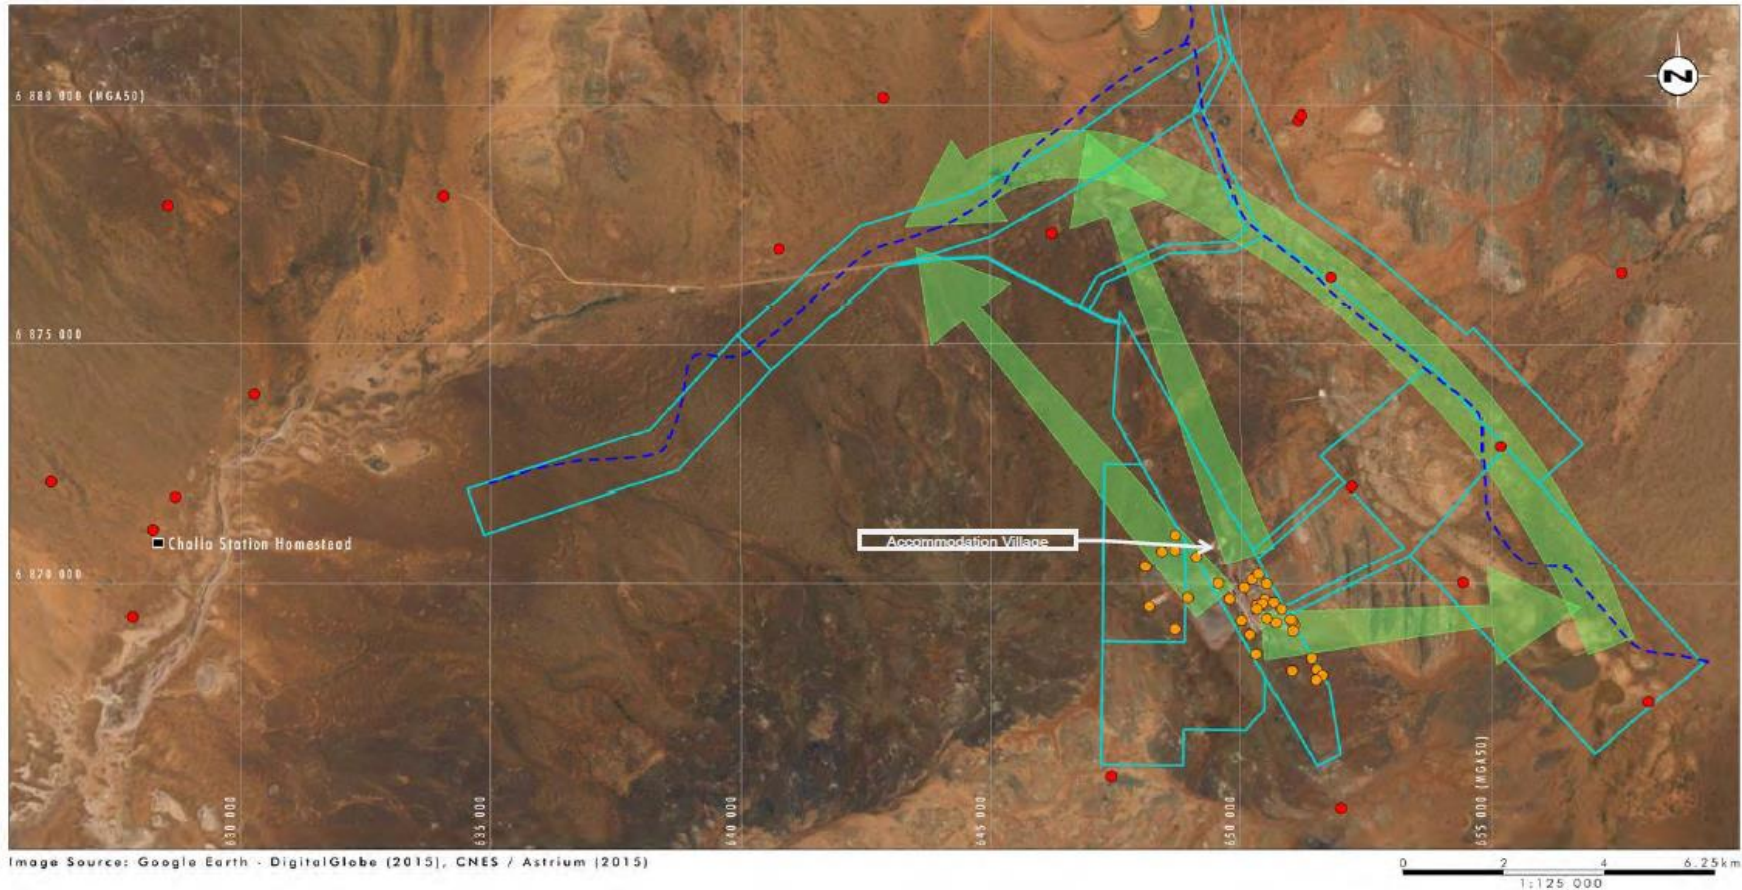 6 880 000 (MGA50)
N
6 875 000
Challa Station Homestead
Accommodation Village
6 870 000
630 000
635 000
640 000
645 000
650 000
655 000 (MGA50)
Image Source: Google Earth - DigitalGlobe (2015), CNES / Astrium (2015)
0 2 4 6.25km
1:125 000